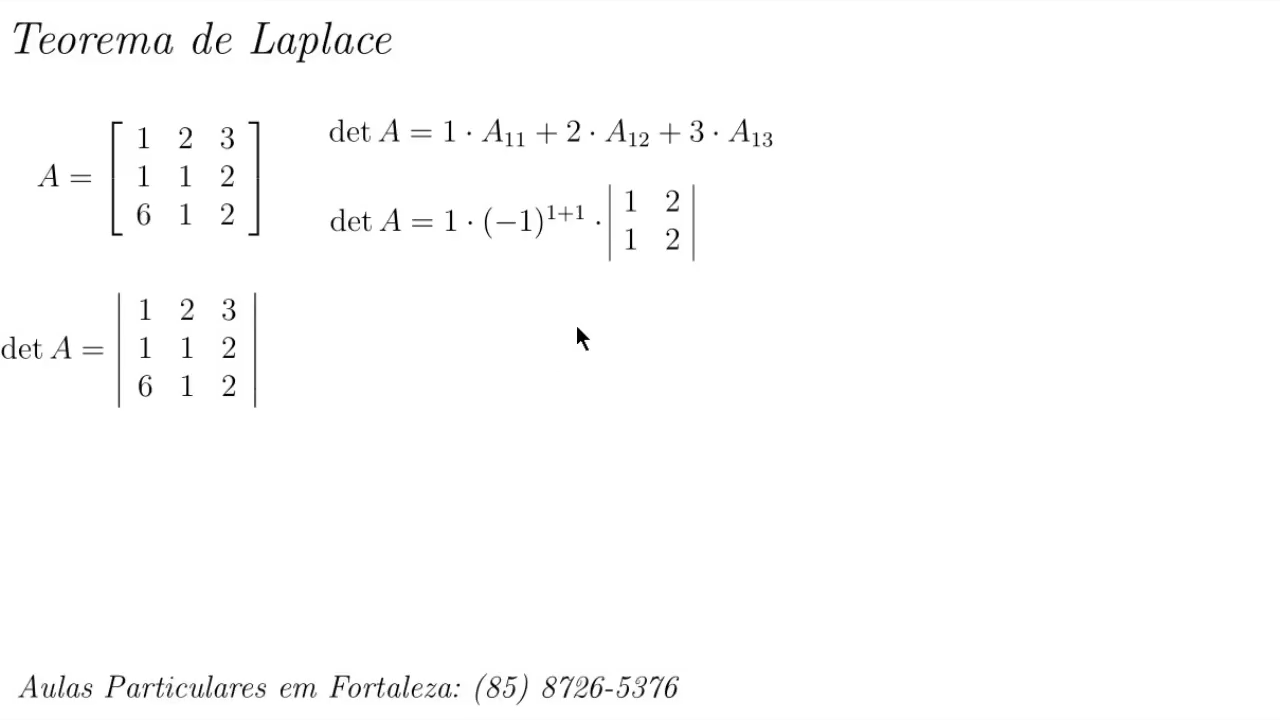 Teorema de Laplace
A = [ 1 2 3
1 1 2
6 1 2 ]
det A = 1 · A₁₁ + 2 · A₁₂ + 3 · A₁₃
det A = 1 · (−1)¹⁺¹ · | 1 2
1 2 |
det A = | 1 2 3
1 1 2
6 1 2 |
Aulas Particulares em Fortaleza: (85) 8726-5376